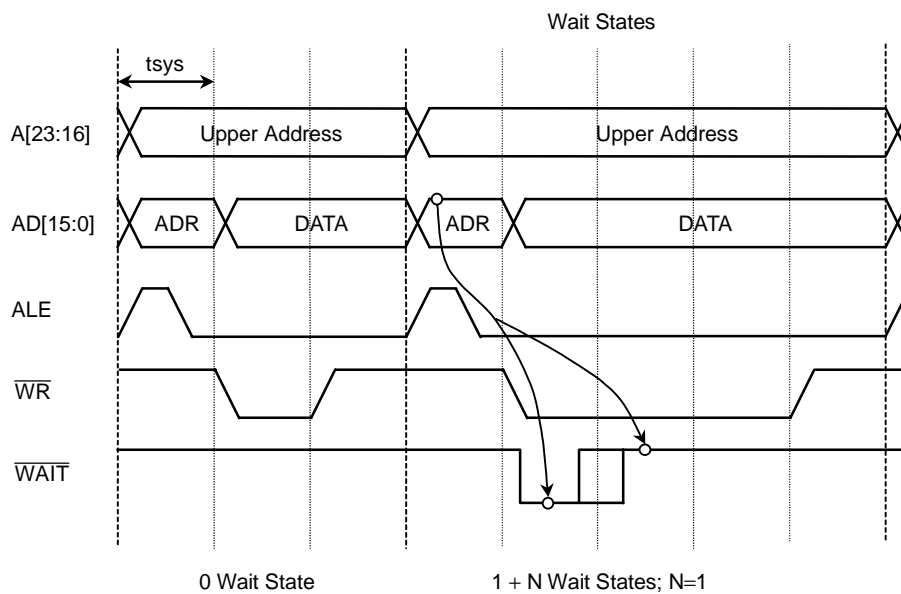 Wait States
tsys
A[23:16]
Upper Address
Upper Address
AD[15:0]
ADR
DATA
ADR
DATA
ALE
WR
WAIT
0 Wait State
1 + N Wait States; N=1